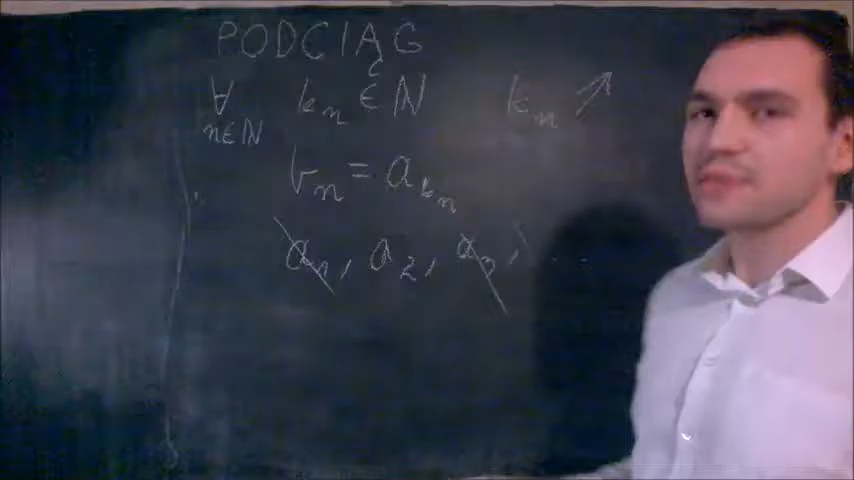 PODCIĄG
∀ n∈ℕ kₙ ∈ ℕ kₙ ↗
bₙ = a_{kₙ}
a₁, a₂, a₃, ...